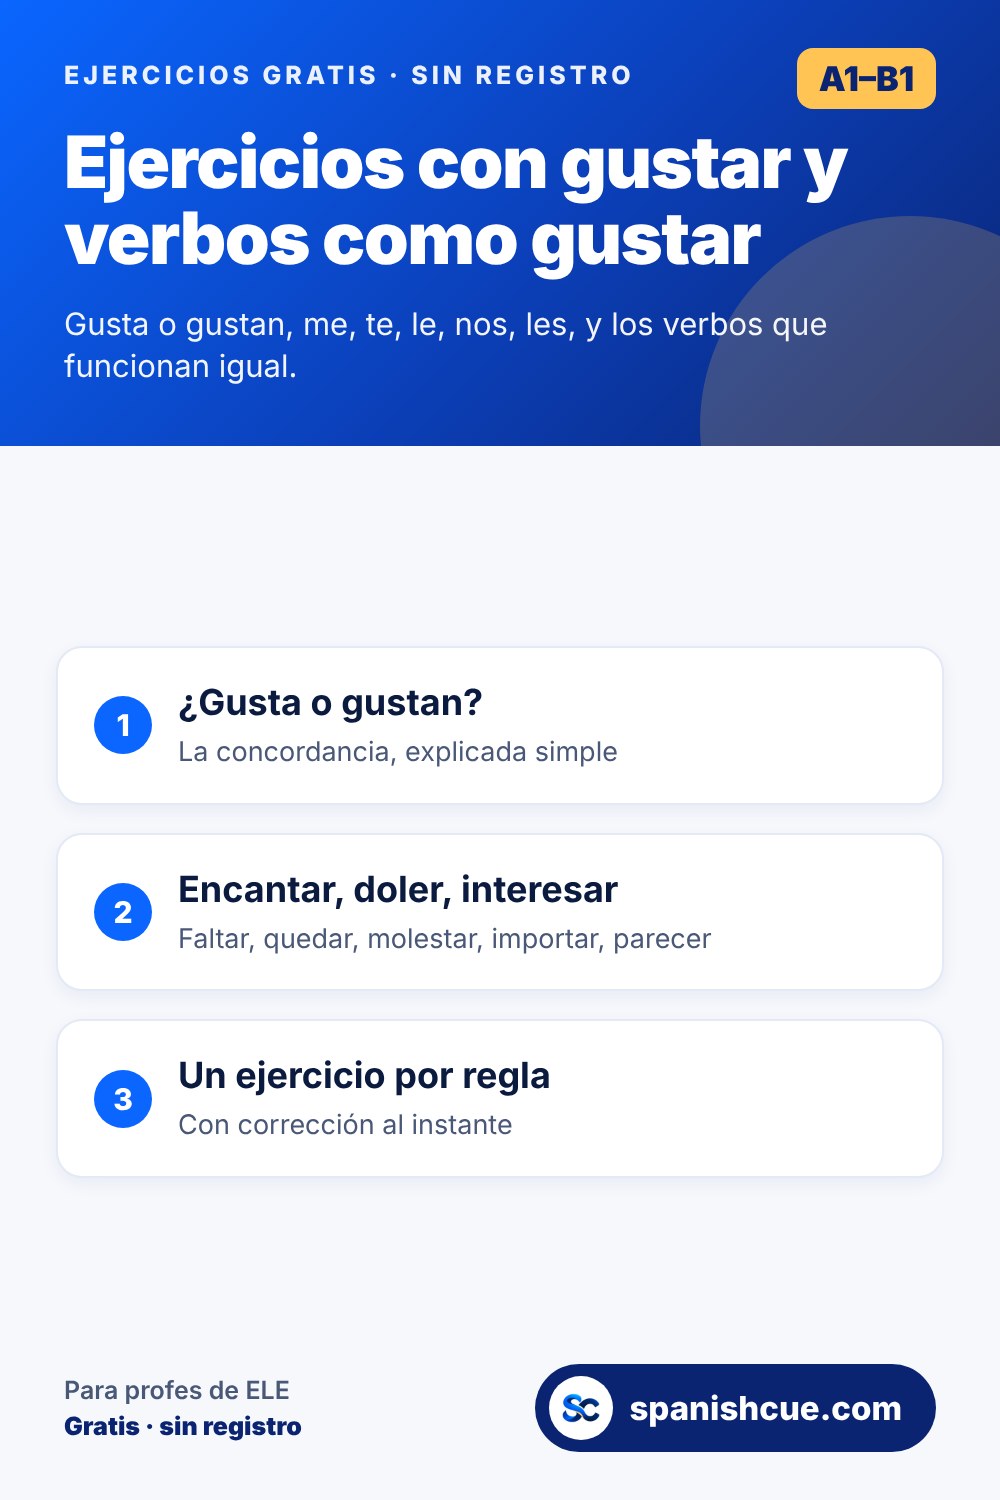 EJERCICIOS GRATIS · SIN REGISTRO
A1–B1
Ejercicios con gustar y
verbos como gustar
Gusta o gustan, me, te, le, nos, les, y los verbos que
funcionan igual.
1
¿Gusta o gustan?
La concordancia, explicada simple
2
Encantar, doler, interesar
Faltar, quedar, molestar, importar, parecer
3
Un ejercicio por regla
Con corrección al instante
Para profes de ELE
Gratis · sin registro
SC
spanishcue.com